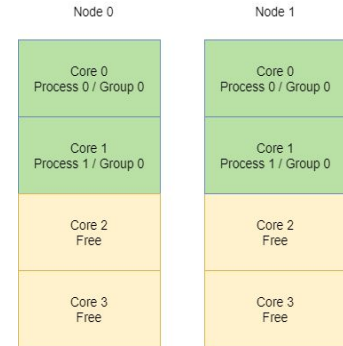 Node 0
Node 1
Core 0
Process 0 / Group 0
Core 0
Process 0 / Group 0
Core 1
Process 1 / Group 0
Core 1
Process 1 / Group 0
Core 2
Free
Core 2
Free
Core 3
Free
Core 3
Free